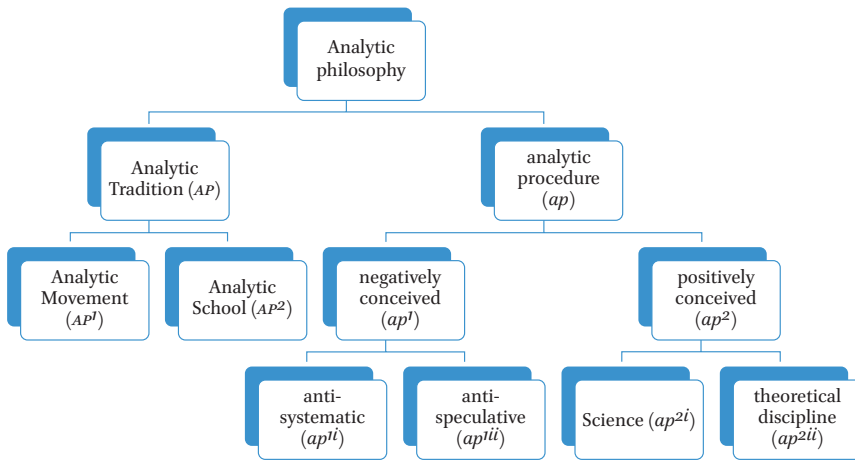 Analytic
philosophy
Analytic
Tradition (AP)
analytic
procedure
(ap)
Analytic
Movement
(AP¹)
Analytic
School (AP²)
negatively
conceived
(ap¹)
positively
conceived
(ap²)
anti-
systematic
(ap¹ⁱ)
anti-
speculative
(ap¹ⁱⁱ)
Science (ap²ⁱ)
theoretical
discipline
(ap²ⁱⁱ)